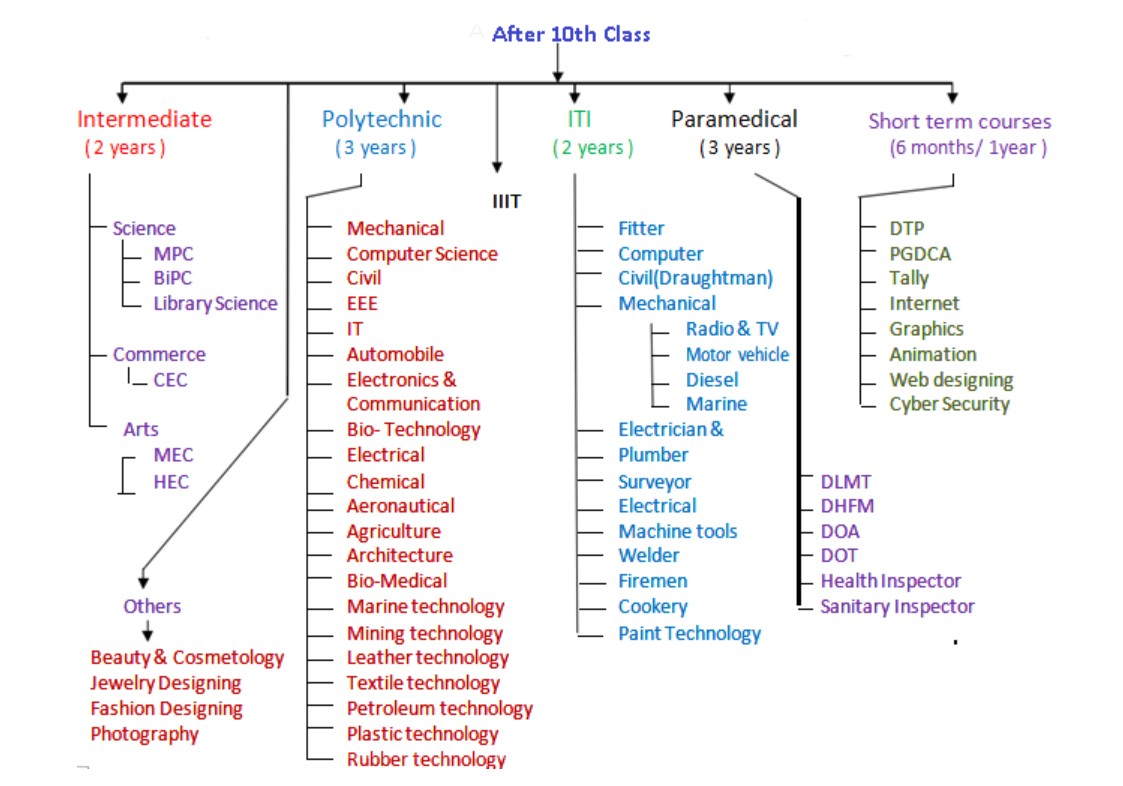 After 10th Class
Intermediate
( 2 years )
Science
MPC
BiPC
Library Science
Commerce
CEC
Arts
MEC
HEC
Others
Beauty & Cosmetology
Jewelry Designing
Fashion Designing
Photography
Polytechnic
( 3 years )
Mechanical
Computer Science
Civil
EEE
IT
Automobile
Electronics &
Communication
Bio- Technology
Electrical
Chemical
Aeronautical
Agriculture
Architecture
Bio-Medical
Marine technology
Mining technology
Leather technology
Textile technology
Petroleum technology
Plastic technology
Rubber technology
IIIT
ITI
( 2 years )
Fitter
Computer
Civil(Draughtman)
Mechanical
Radio & TV
Motor vehicle
Diesel
Marine
Electrician &
Plumber
Surveyor
Electrical
Machine tools
Welder
Firemen
Cookery
Paint Technology
Paramedical
( 3 years )
DLMT
DHFM
DOA
DOT
Health Inspector
Sanitary Inspector
Short term courses
(6 months/ 1year )
DTP
PGDCA
Tally
Internet
Graphics
Animation
Web designing
Cyber Security